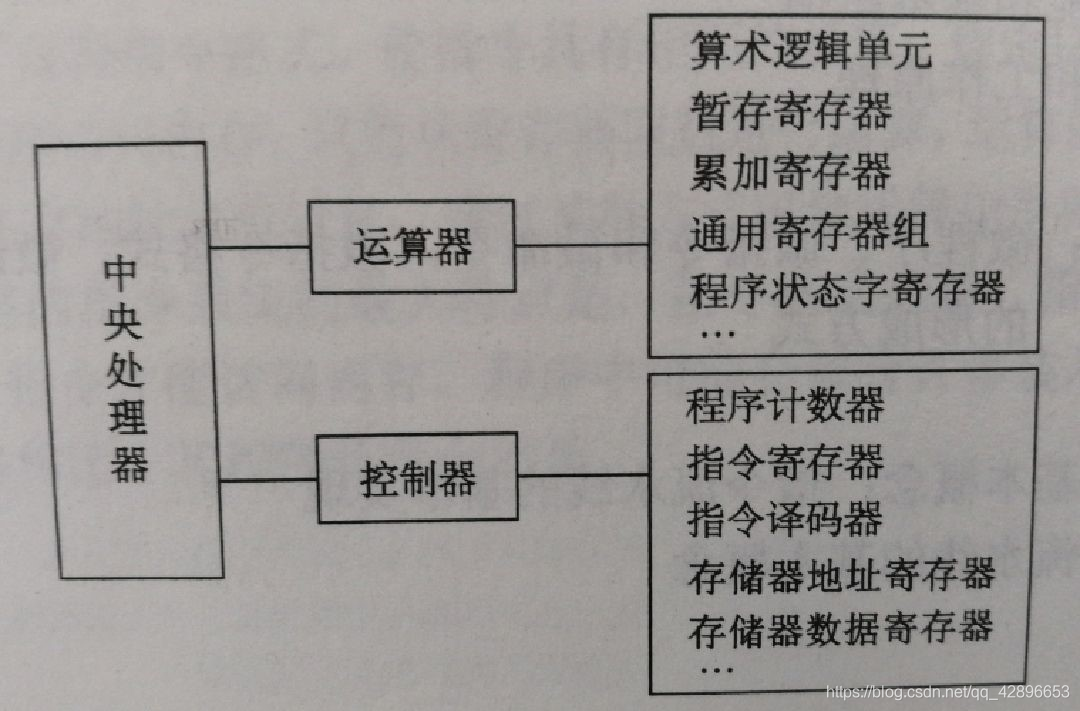 中央处理器
运算器
算术逻辑单元
暂存寄存器
累加寄存器
通用寄存器组
程序状态字寄存器
…
控制器
程序计数器
指令寄存器
指令译码器
存储器地址寄存器
存储器数据寄存器
…
https://blog.csdn.net/qq_42896653